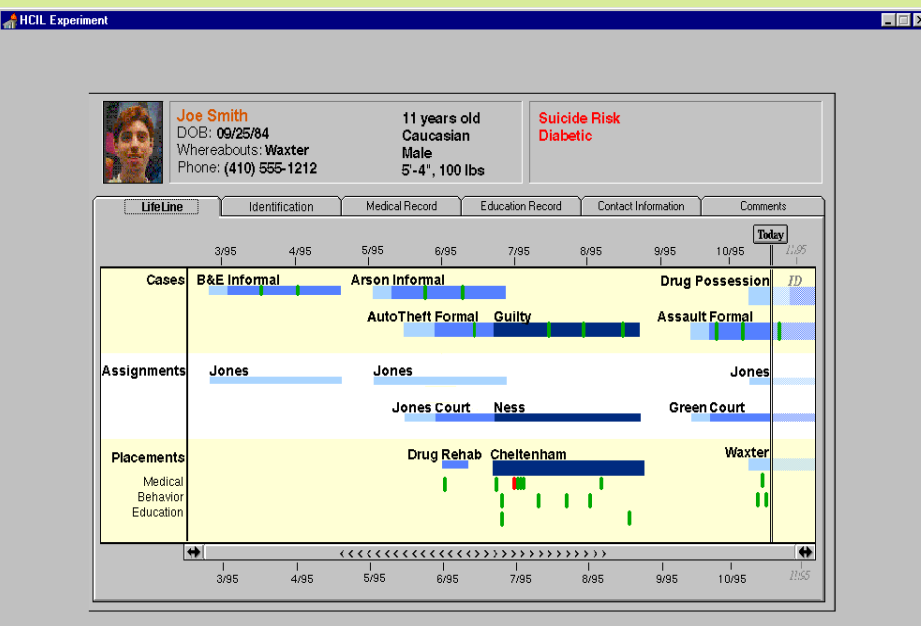 HCIL Experiment
Joe Smith
DOB: 09/25/84
Whereabouts: Waxter
Phone: (410) 555-1212
11 years old
Caucasian
Male
5'-4", 100 lbs
Suicide Risk
Diabetic
LifeLine Identification Medical Record Education Record Contact Information Comments
Today
3/95 4/95 5/95 6/95 7/95 8/95 9/95 10/95 11/95
Cases B&E Informal Arson Informal Drug Possession ID
AutoTheft Formal Guilty Assault Formal
Assignments Jones Jones Jones
Jones Court Ness Green Court
Placements Drug Rehab Cheltenham Waxter
Medical
Behavior
Education
3/95 4/95 5/95 6/95 7/95 8/95 9/95 10/95 11/95